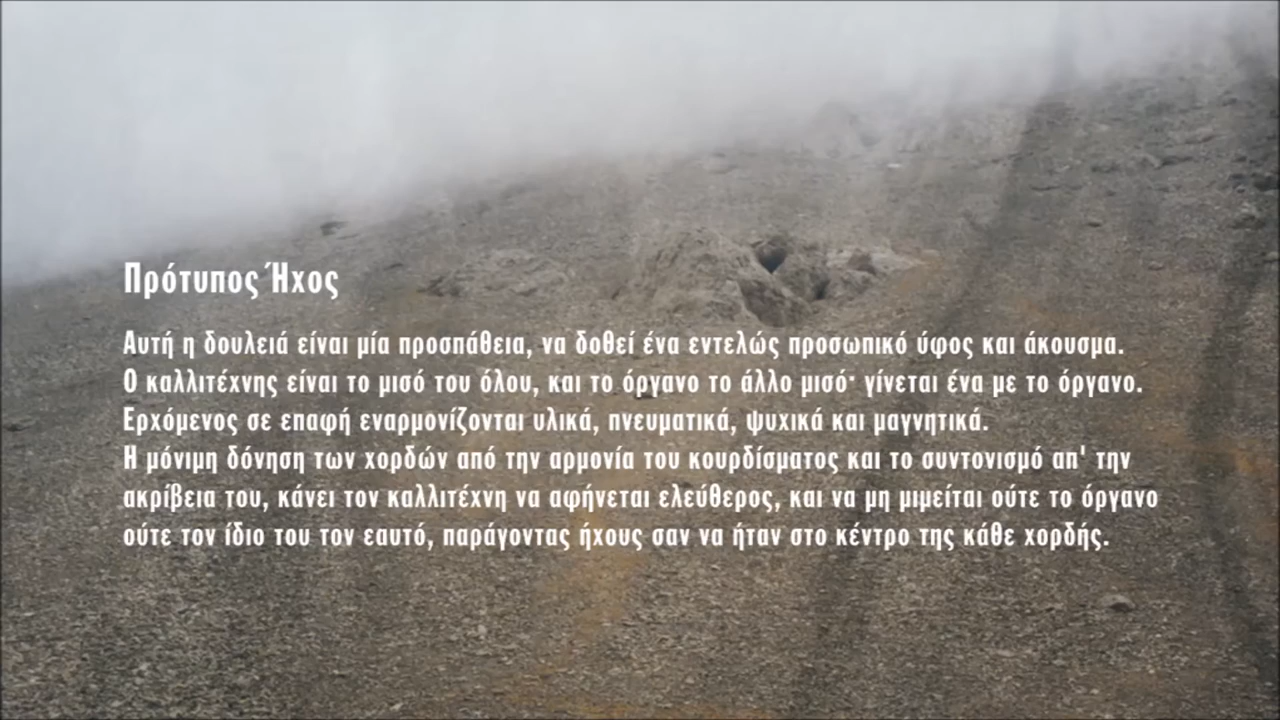 Πρότυπος Ήχος
Αυτή η δουλειά είναι μία προσπάθεια, να δοθεί ένα εντελώς προσωπικό ύφος και άκουσμα.
Ο καλλιτέχνης είναι το μισό του όλου, και το όργανο το άλλο μισό· γίνεται ένα με το όργανο.
Ερχόμενος σε επαφή εναρμονίζονται υλικά, πνευματικά, ψυχικά και μαγνητικά.
Η μόνιμη δόνηση των χορδών από την αρμονία του κουρδίσματος και το συντονισμό απ' την
ακρίβεια του, κάνει τον καλλιτέχνη να αφήνεται ελεύθερος, και να μη μιμείται ούτε το όργανο
ούτε τον ίδιο του τον εαυτό, παράγοντας ήχους σαν να ήταν στο κέντρο της κάθε χορδής.